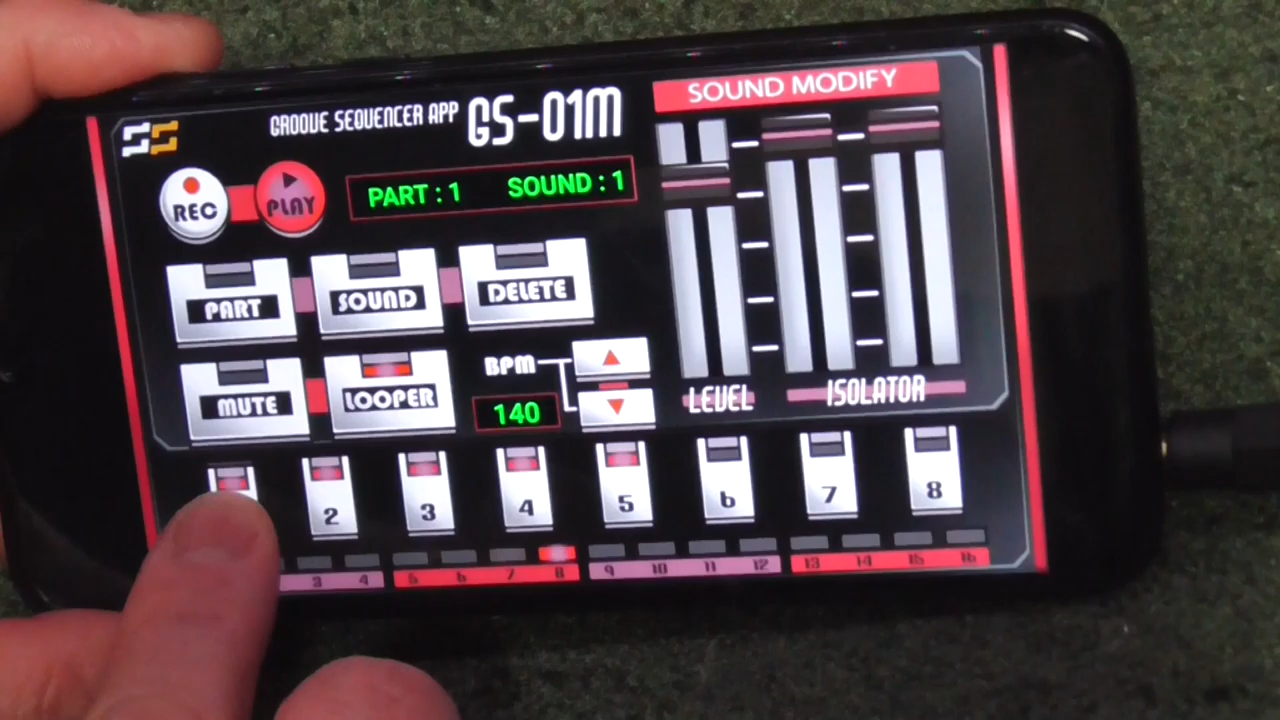 SOUND MODIFY
GROOVE SEQUENCER APP GS-01M
REC PLAY PART : 1 SOUND : 1
PART SOUND DELETE
MUTE LOOPER BPM 140
LEVEL ISOLATOR
2 3 4 5 6 7 8
3 4 5 6 7 8 9 10 11 12 13 14 15 16